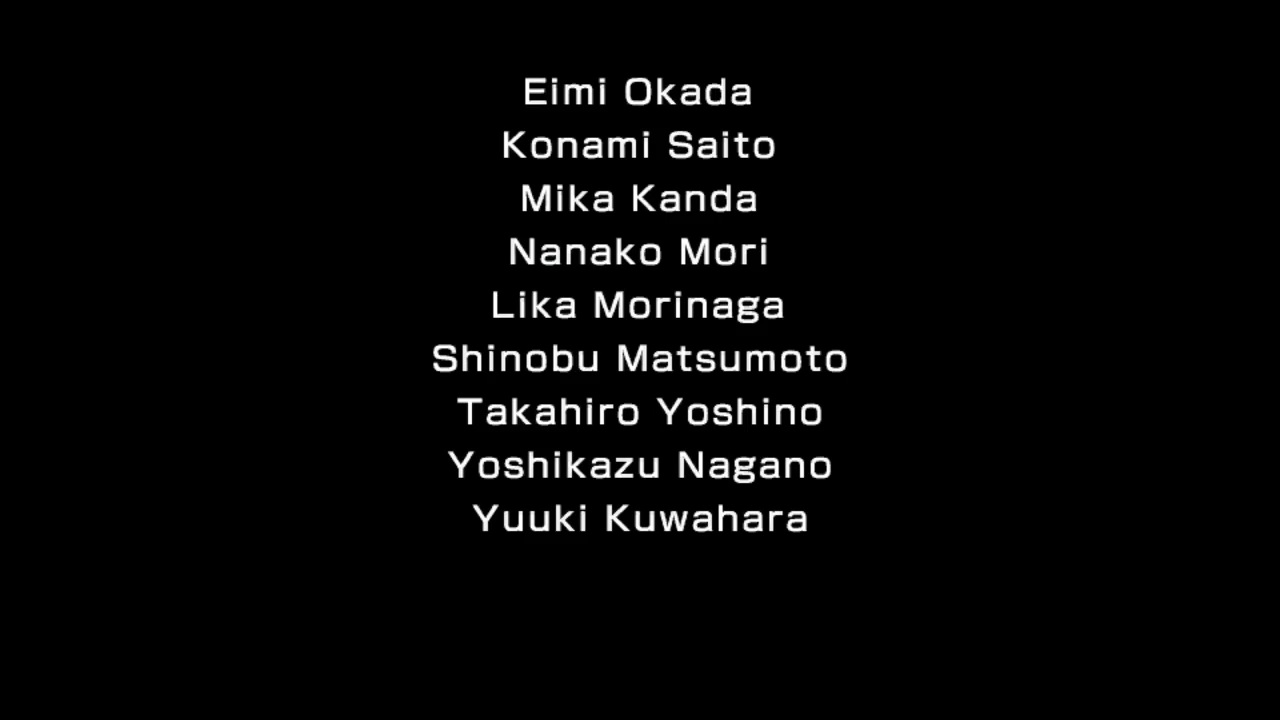 Eimi Okada
Konami Saito
Mika Kanda
Nanako Mori
Lika Morinaga
Shinobu Matsumoto
Takahiro Yoshino
Yoshikazu Nagano
Yuuki Kuwahara